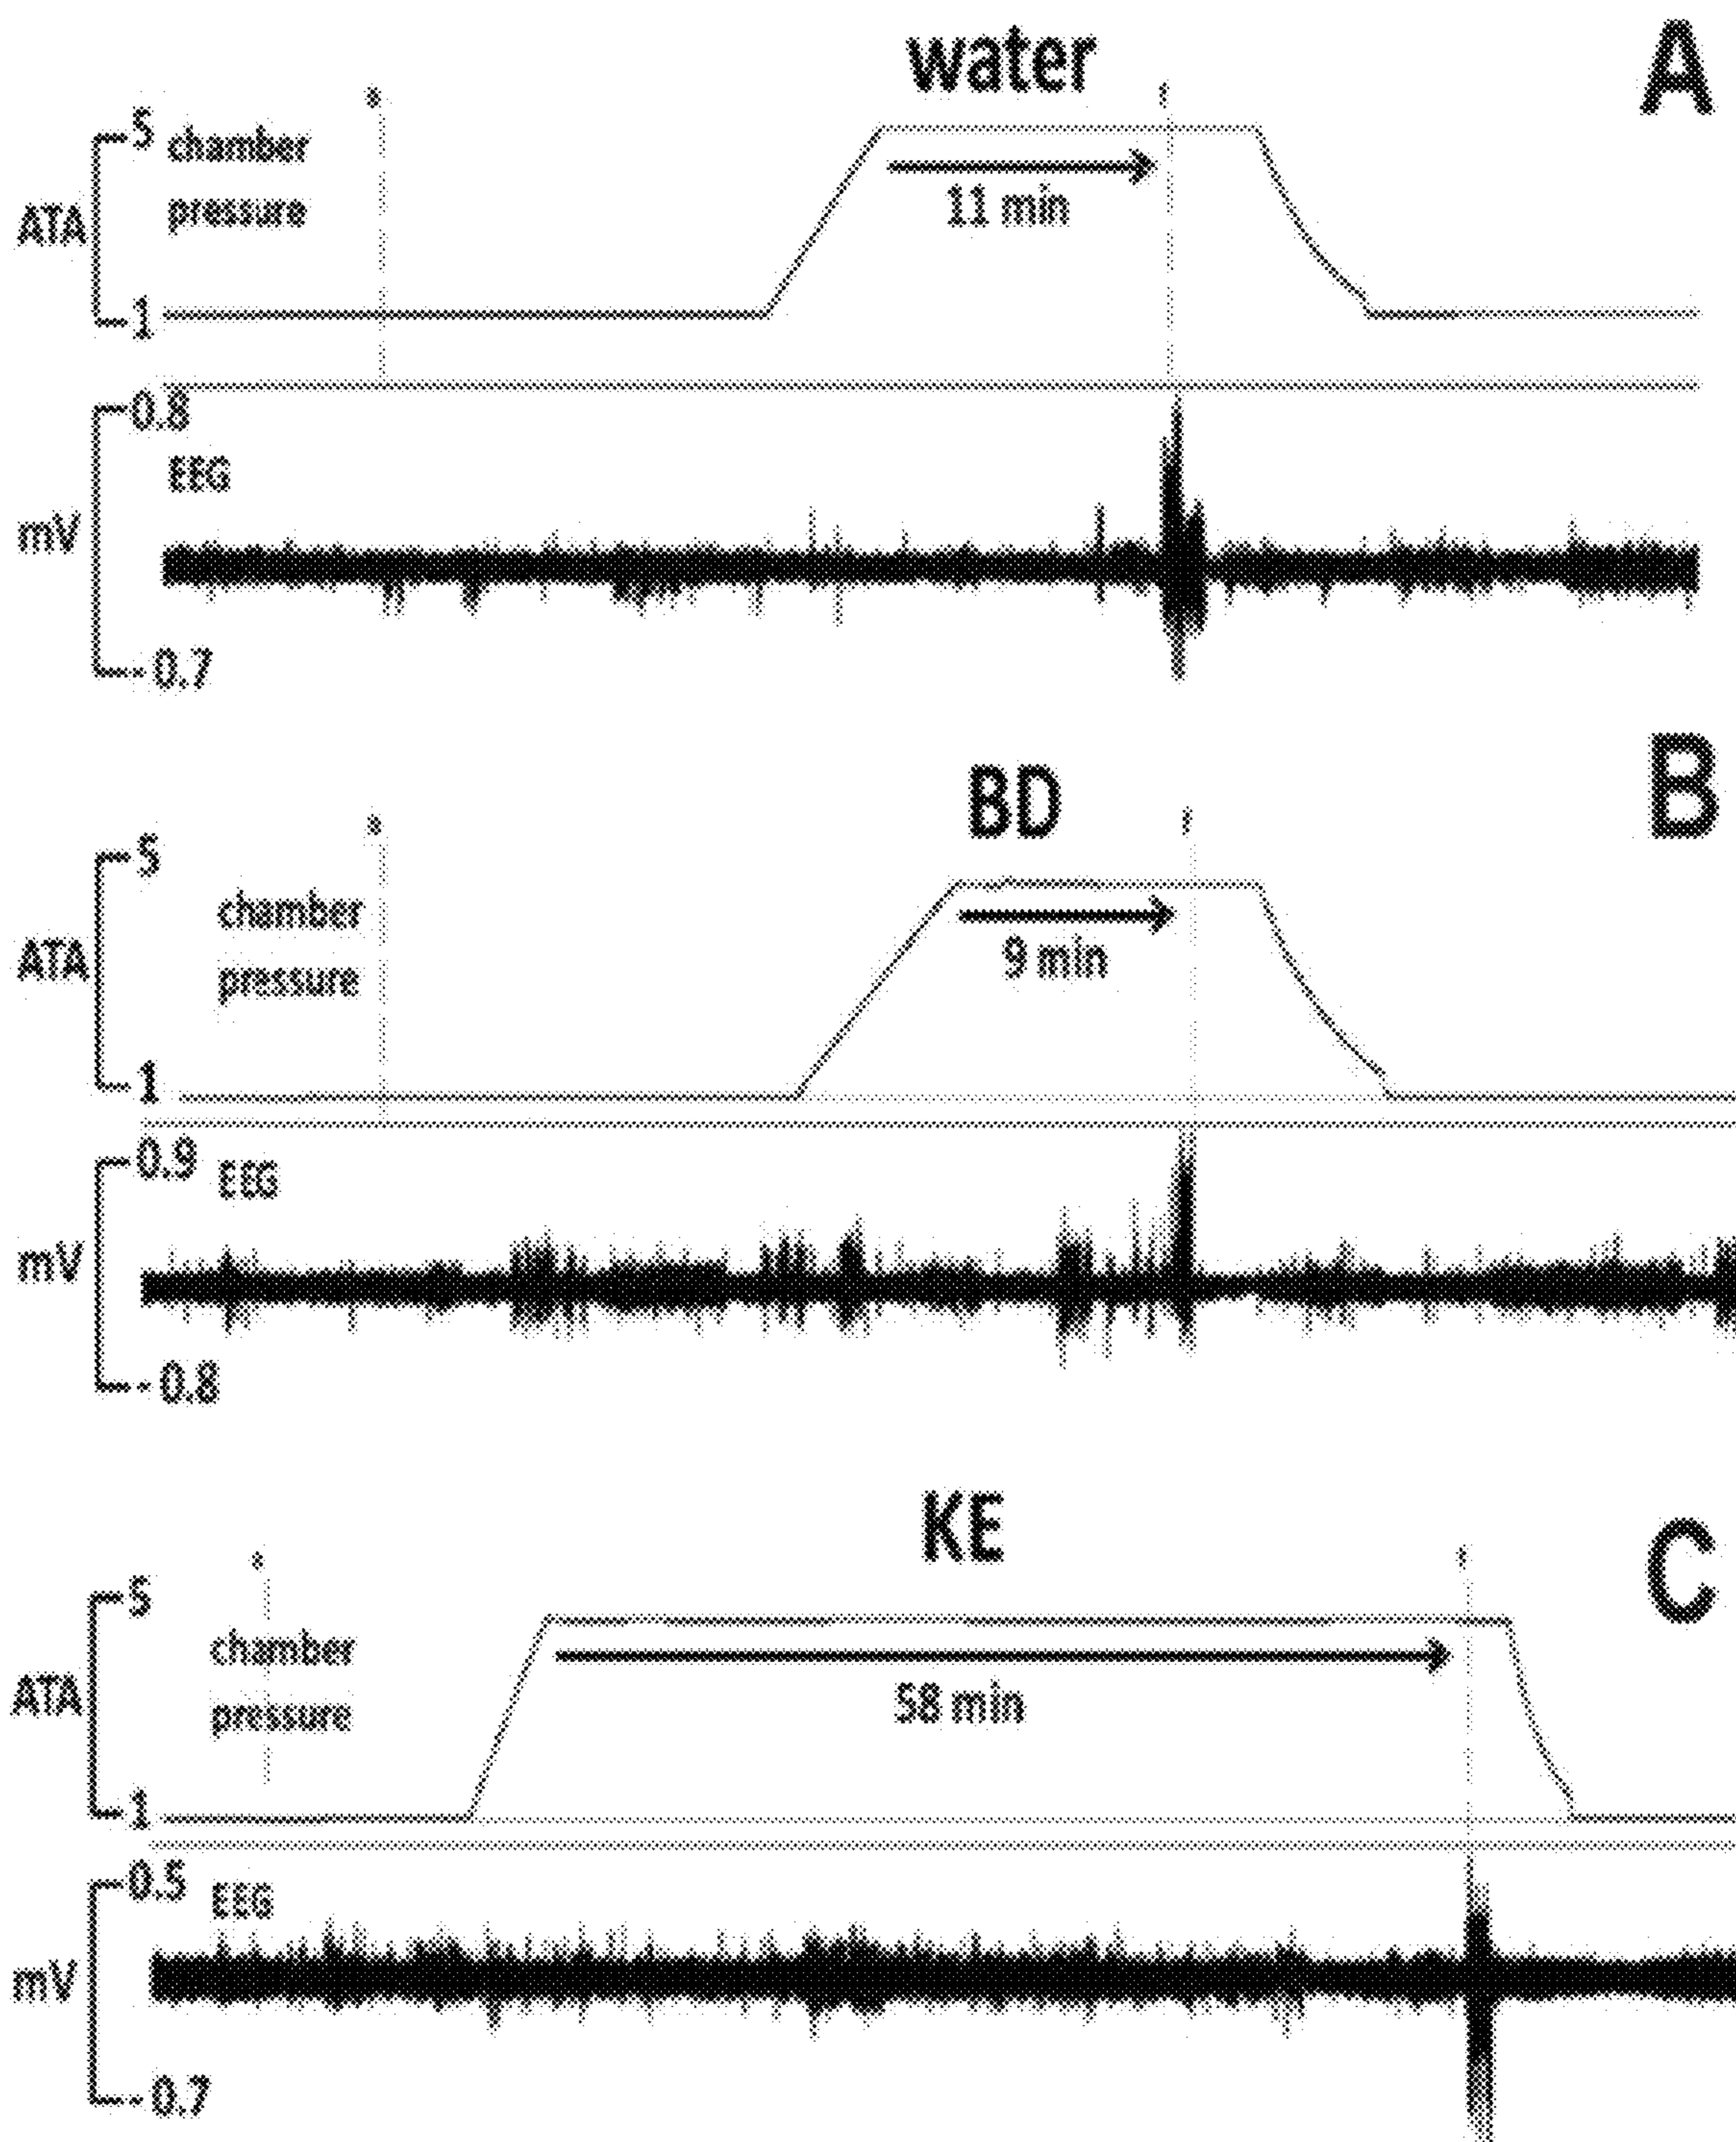 water
A
5
chamber
pressure
ATA
11 min
1
0.8
EEG
mV
-0.7
BD
B
5
chamber
pressure
ATA
9 min
1
0.9
EEG
mV
-0.8
KE
C
5
chamber
pressure
ATA
58 min
1
0.5
EEG
mV
-0.7